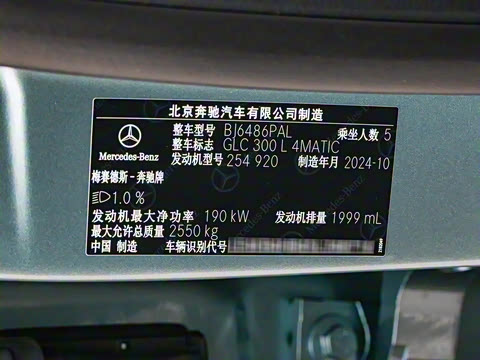 北京奔驰汽车有限公司制造
整车型号 BJ6486PAL 乘坐人数 5
整车标志 GLC 300 L 4MATIC
发动机型号 254 920 制造年月 2024-10
Mercedes-Benz
梅赛德斯-奔驰牌
1.0 %
发动机最大净功率 190 kW 发动机排量 1999 mL
最大允许总质量 2550 kg
中国 制造 车辆识别代号